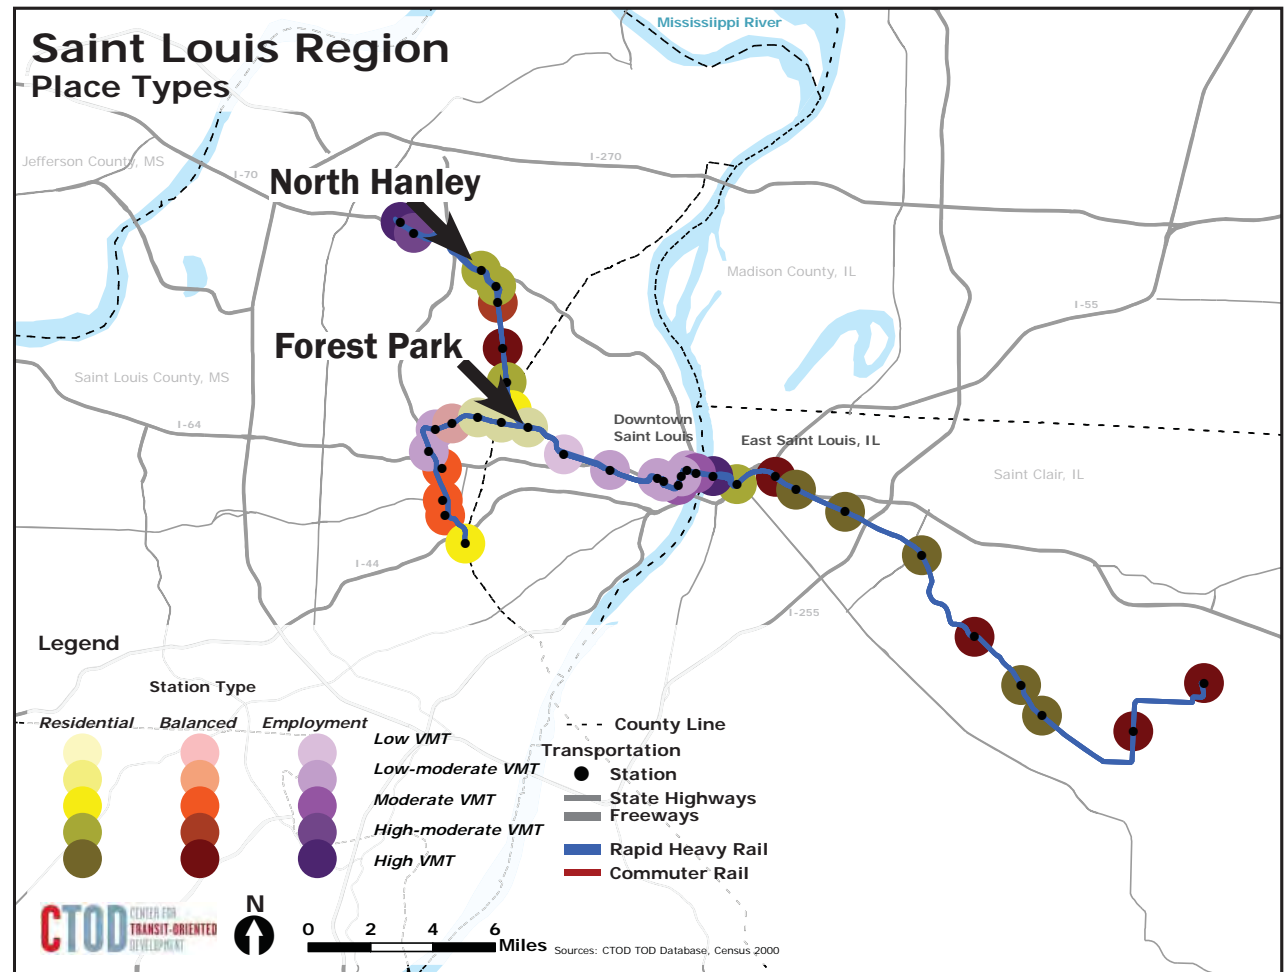 Mississiippi River
Saint Louis Region
Place Types
Jefferson County, MS
I-70
I-270
North Hanley
Madison County, IL
I-55
Forest Park
Saint Louis County, MS
I-64
Downtown
Saint Louis
East Saint Louis, IL
Saint Clair, IL
I-44
I-255
Legend
Station Type
Residential Balanced Employment
Low VMT
Low-moderate VMT
Moderate VMT
High-moderate VMT
High VMT
County Line
Transportation
Station
State Highways
Freeways
Rapid Heavy Rail
Commuter Rail
CTOD CENTER FOR
TRANSIT-ORIENTED
DEVELOPMENT
N
0 2 4 6
Miles
Sources: CTOD TOD Database, Census 2000